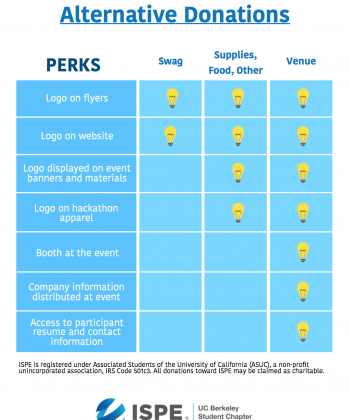 Alternative Donations
PERKS
Swag
Supplies,
Food, Other
Venue
Logo on flyers
Logo on website
Logo displayed on event
banners and materials
Logo on hackathon
apparel
Booth at the event
Company information
distributed at event
Access to participant
resume and contact
information
ISPE is registered under Associated Students of the University of California (ASUC), a non-profit
unincorporated association, IRS Code 501c3. All donations toward ISPE may be claimed as charitable.
ISPE.
UC Berkeley
Student Chapter